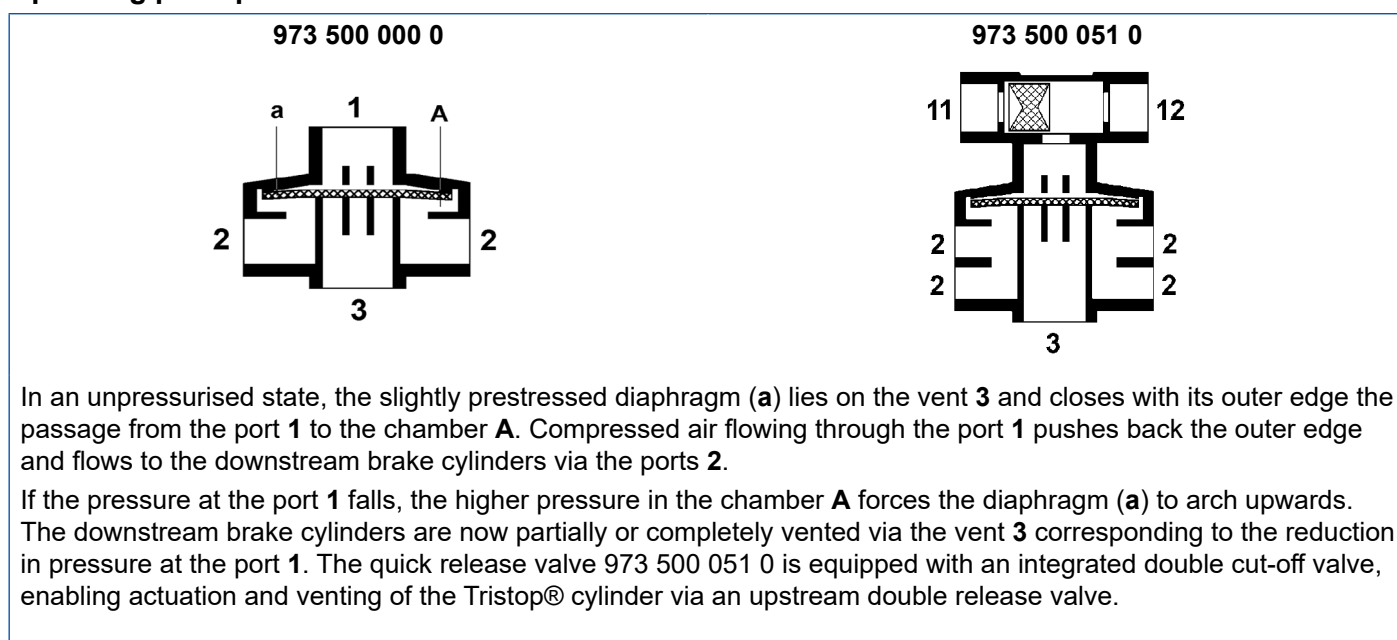 973 500 000 0
973 500 051 0
a
1
A
2
2
3
11
12
2
2
2
2
3
In an unpressurised state, the slightly prestressed diaphragm (a) lies on the vent 3 and closes with its outer edge the
passage from the port 1 to the chamber A. Compressed air flowing through the port 1 pushes back the outer edge
and flows to the downstream brake cylinders via the ports 2.
If the pressure at the port 1 falls, the higher pressure in the chamber A forces the diaphragm (a) to arch upwards.
The downstream brake cylinders are now partially or completely vented via the vent 3 corresponding to the reduction
in pressure at the port 1. The quick release valve 973 500 051 0 is equipped with an integrated double cut-off valve,
enabling actuation and venting of the Tristop® cylinder via an upstream double release valve.